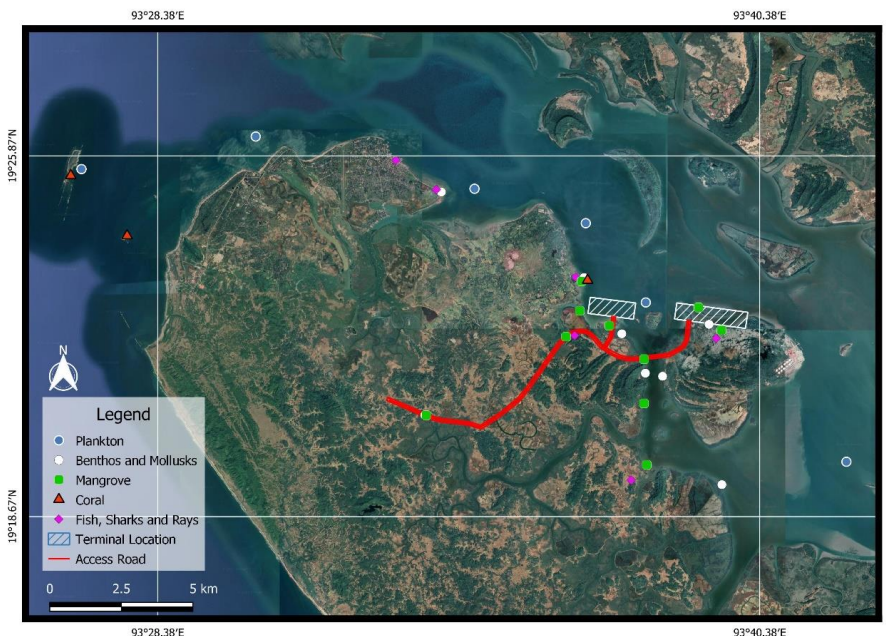 93°28.38'E 93°40.38'E
19°25.87'N
N
Legend
Plankton
Benthos and Mollusks
Mangrove
Coral
Fish, Sharks and Rays
Terminal Location
Access Road
19°18.67'N
0 2.5 5 km
93°28.38'E 93°40.38'E